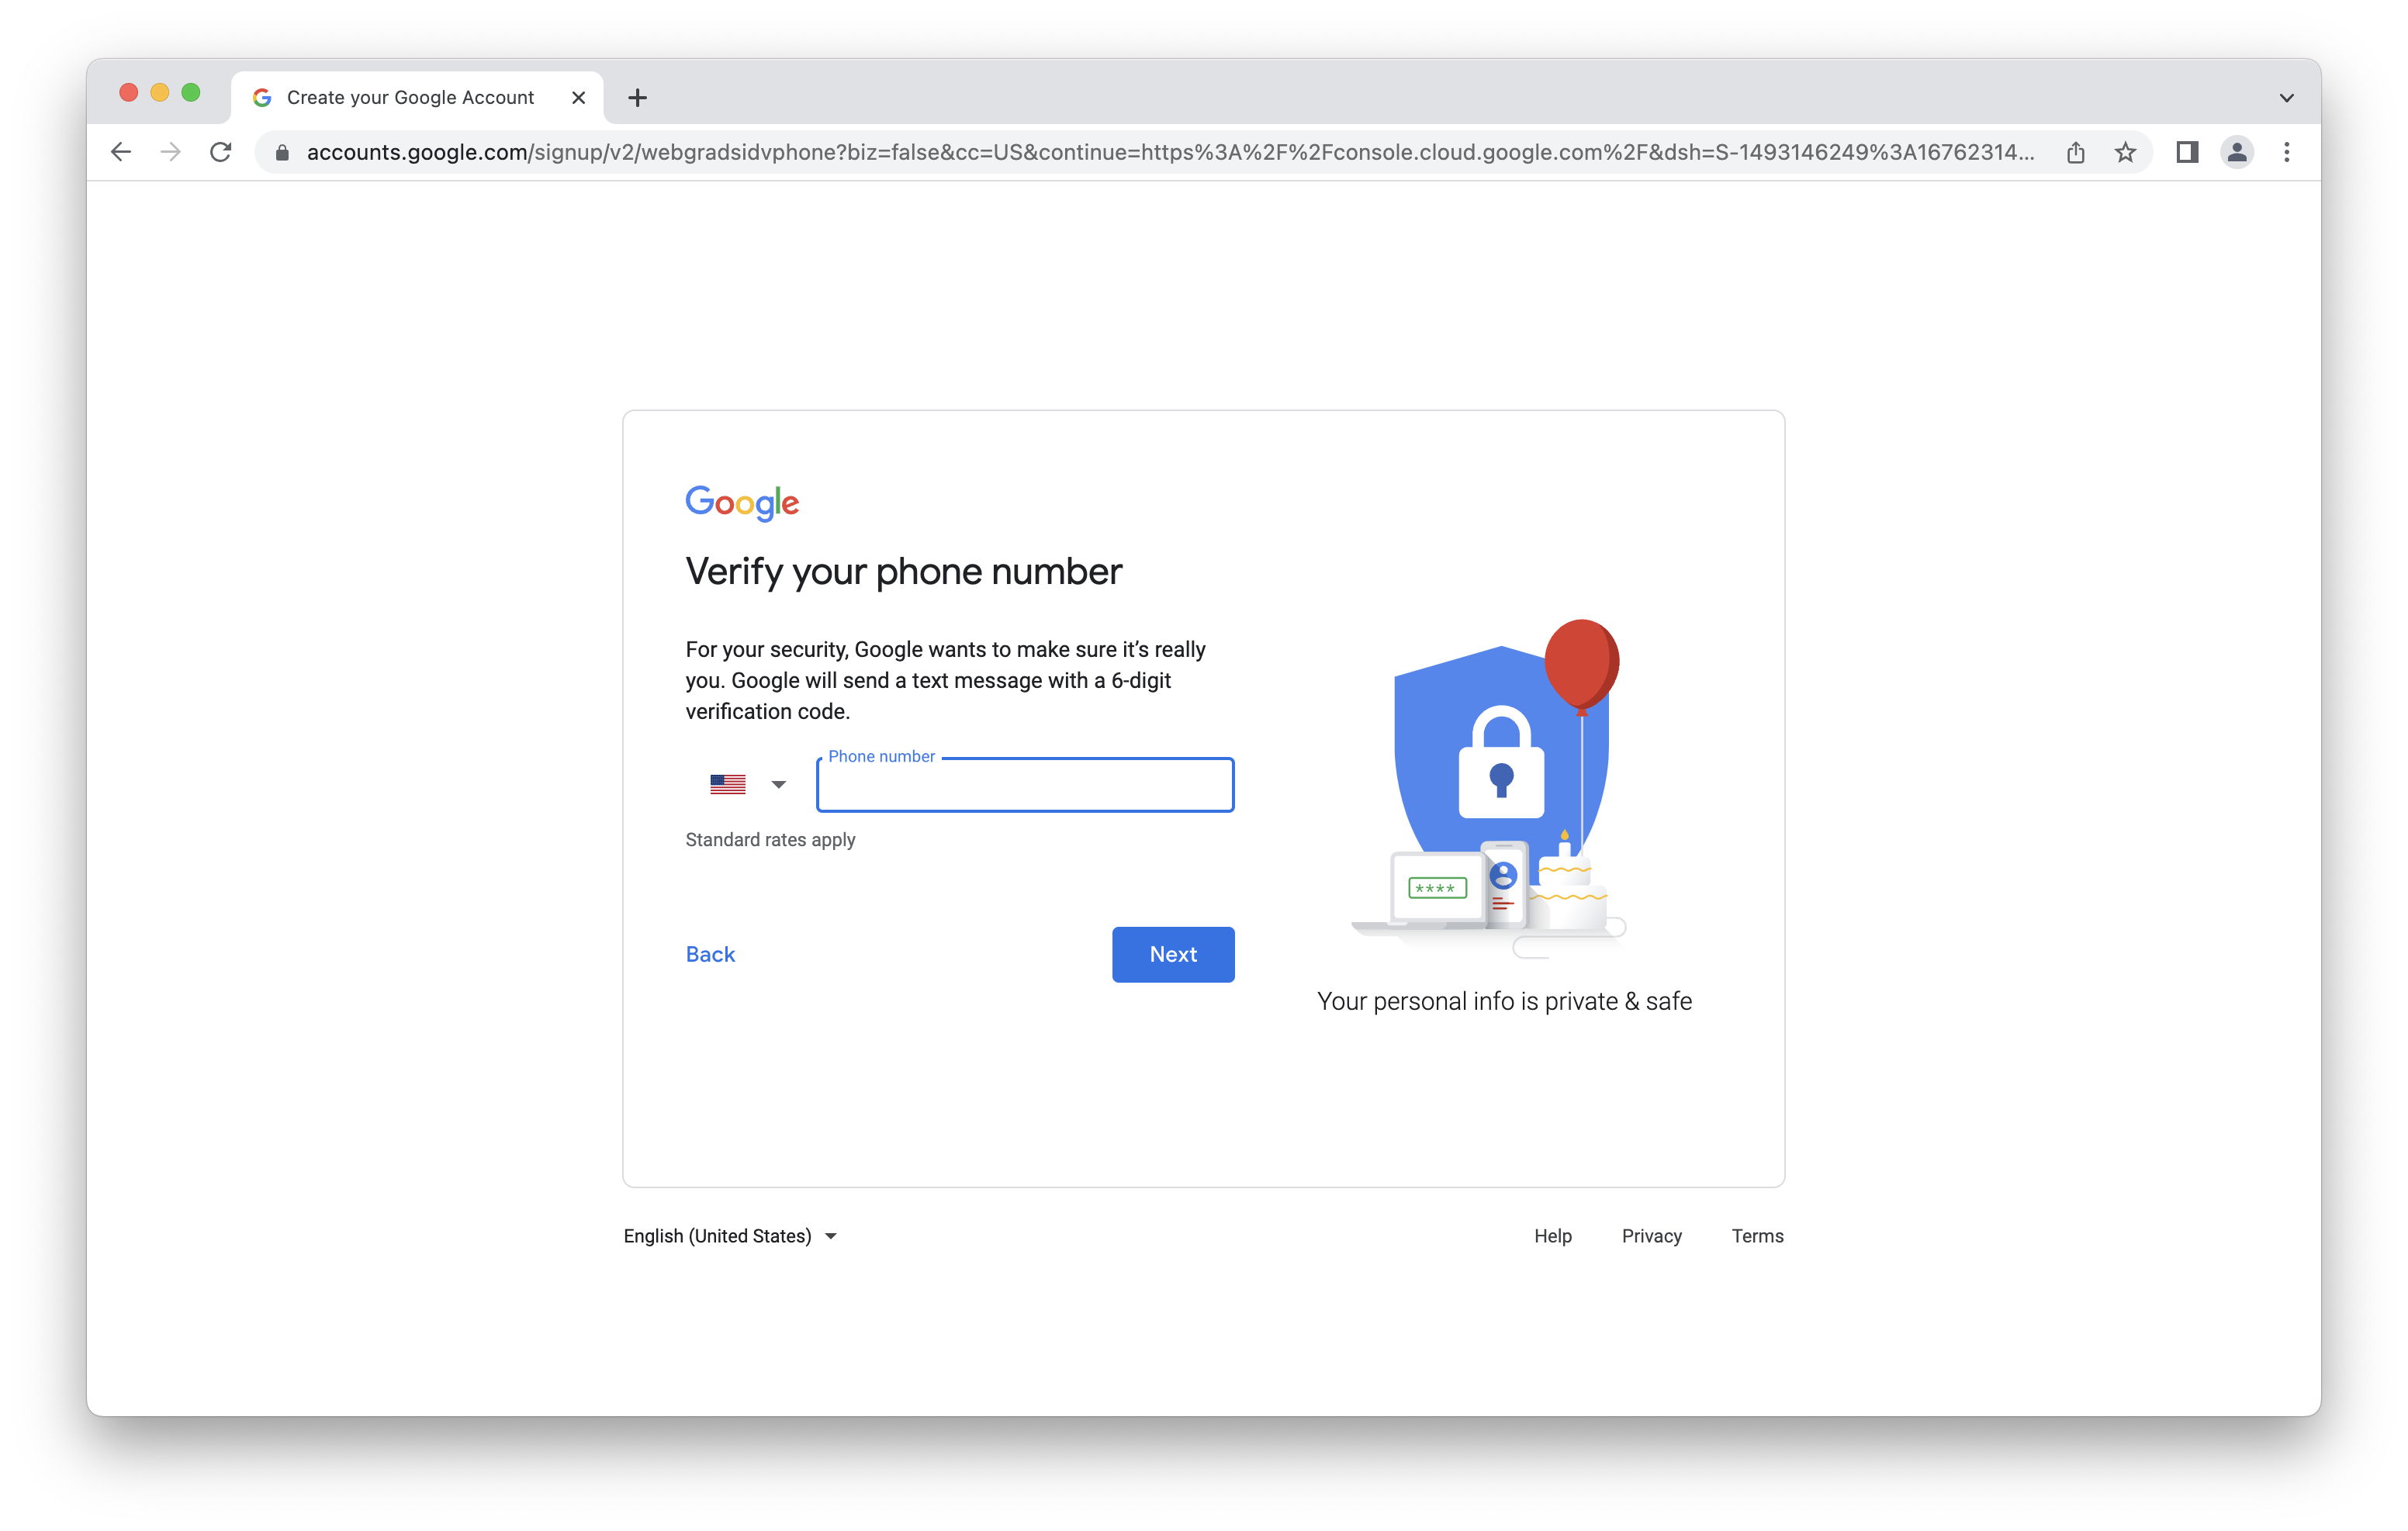 Create your Google Account
accounts.google.com/signup/v2/webgradsidvphone?biz=false&cc=US&continue=https%3A%2F%2Fconsole.cloud.google.com%2F&dsh=S-1493146249%3A16762314...
Google
Verify your phone number
For your security, Google wants to make sure it’s really
you. Google will send a text message with a 6-digit
verification code.
Phone number
Standard rates apply
Back
Next
****
Your personal info is private & safe
English (United States)
Help Privacy Terms